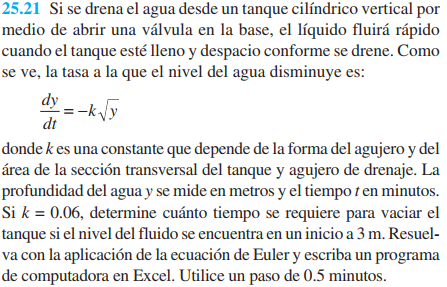 25.21 Si se drena el agua desde un tanque cilíndrico vertical por
medio de abrir una válvula en la base, el líquido fluirá rápido
cuando el tanque esté lleno y despacio conforme se drene. Como
se ve, la tasa a la que el nivel del agua disminuye es:
dy/dt = –k√y
donde k es una constante que depende de la forma del agujero y del
área de la sección transversal del tanque y agujero de drenaje. La
profundidad del agua y se mide en metros y el tiempo t en minutos.
Si k = 0.06, determine cuánto tiempo se requiere para vaciar el
tanque si el nivel del fluido se encuentra en un inicio a 3 m. Resuel-
va con la aplicación de la ecuación de Euler y escriba un programa
de computadora en Excel. Utilice un paso de 0.5 minutos.